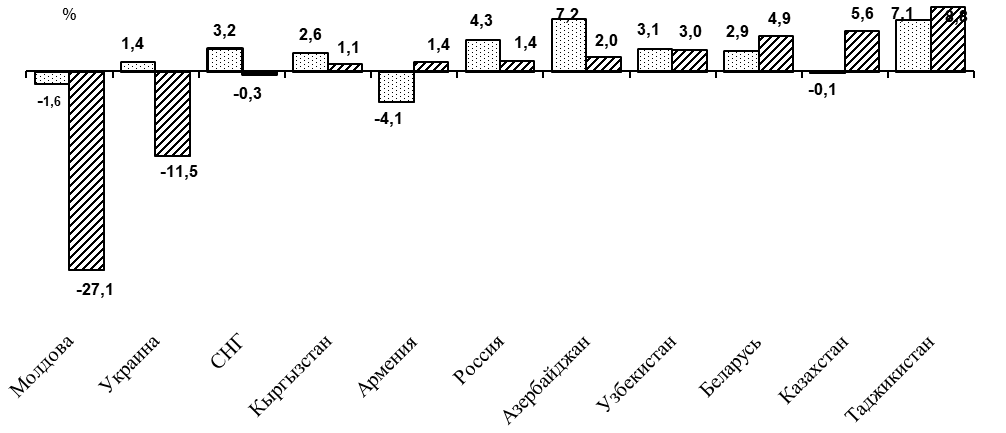 %
-1,6
-27,1
1,4
-11,5
3,2
-0,3
2,6
1,1
-4,1
1,4
4,3
1,4
7,2
2,0
3,1
3,0
2,9
4,9
-0,1
5,6
7,1
8,8
Молдова
Украина
СНГ
Кыргызстан
Армения
Россия
Азербайджан
Узбекистан
Беларусь
Казахстан
Таджикистан